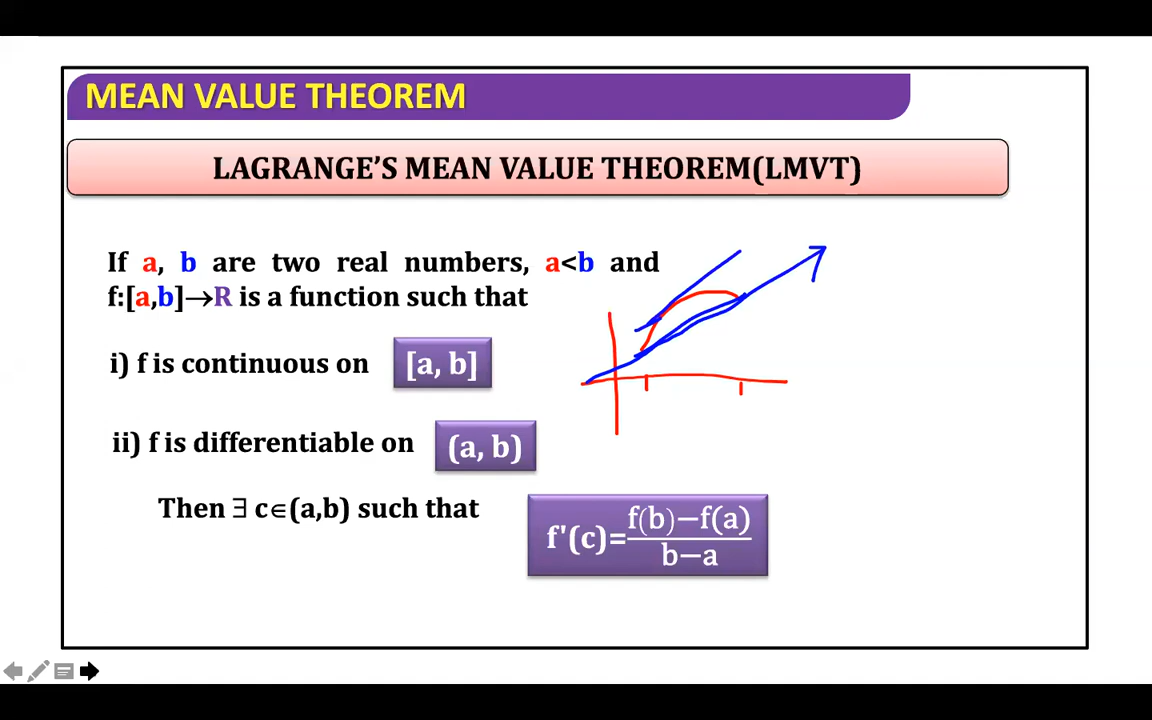 MEAN VALUE THEOREM
LAGRANGE’S MEAN VALUE THEOREM(LMVT)
If a, b are two real numbers, a<b and
f:[a,b]→R is a function such that
i) f is continuous on [a, b]
ii) f is differentiable on (a, b)
Then ∃ c∈(a,b) such that f'(c)=f(b)−f(a)/b−a